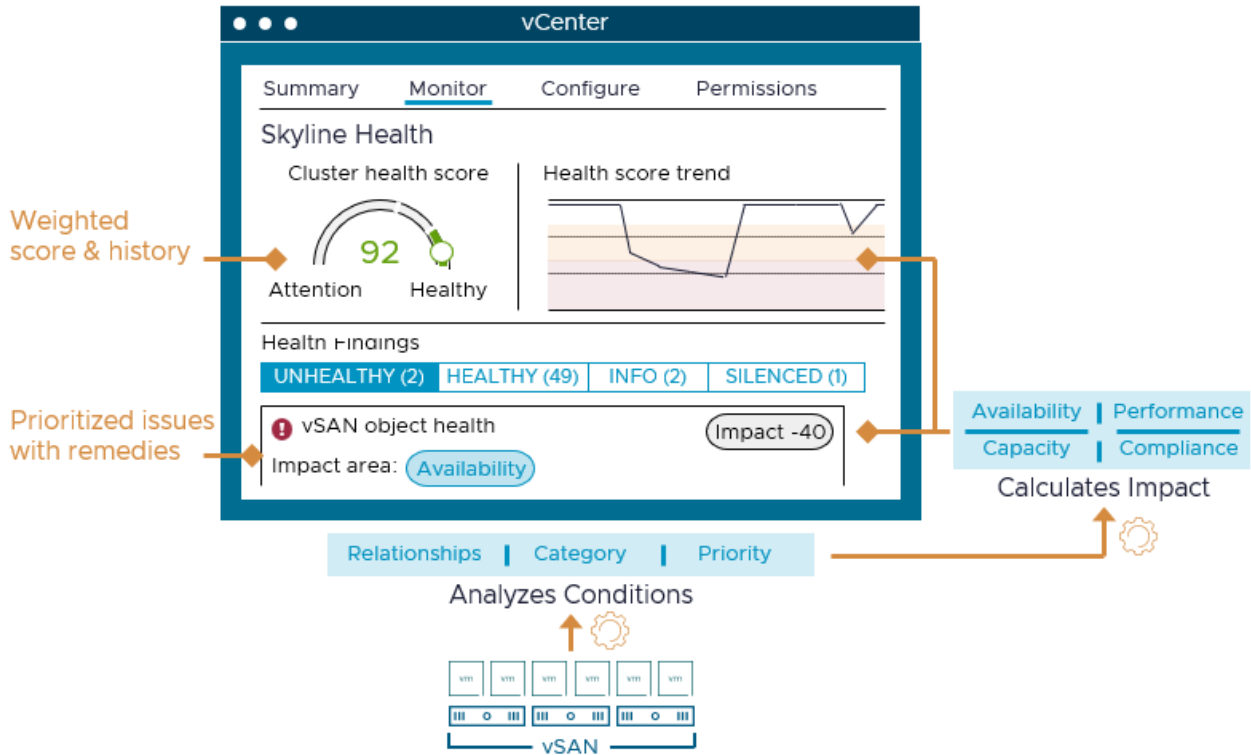 vCenter
Summary Monitor Configure Permissions
Skyline Health
Cluster health score
Health score trend
92
Attention Healthy
Weighted
score & history
Health Findings
UNHEALTHY (2) HEALTHY (49) INFO (2) SILENCED (1)
Prioritized issues
with remedies
vSAN object health
Impact -40
Impact area: Availability
Availability | Performance
Capacity | Compliance
Calculates Impact
Relationships | Category | Priority
Analyzes Conditions
vm vm vm vm vm vm
vSAN